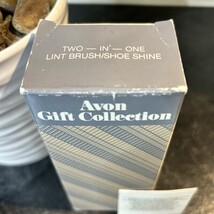 TWO — IN — ONE
LINT BRUSH/SHOE SHINE
Avon
Gift Collection